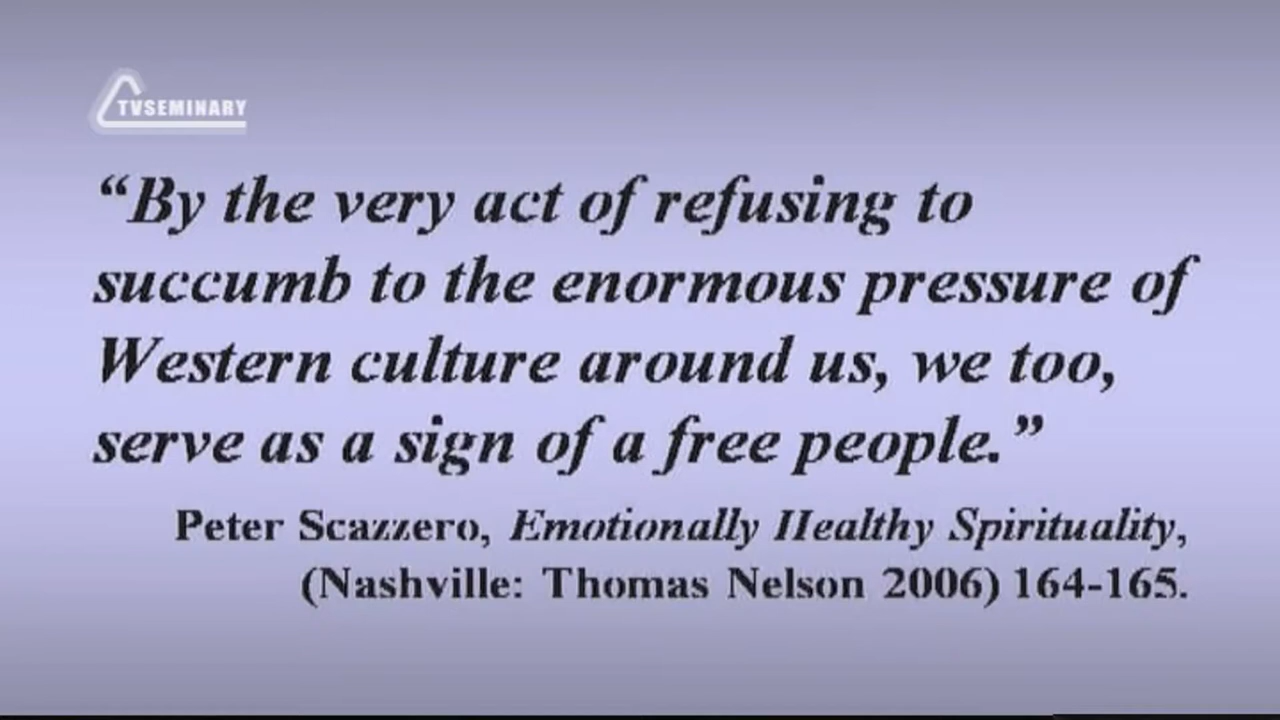 TVSEMINARY
“By the very act of refusing to
succumb to the enormous pressure of
Western culture around us, we too,
serve as a sign of a free people.”
Peter Scazzero, Emotionally Healthy Spirituality,
(Nashville: Thomas Nelson 2006) 164-165.